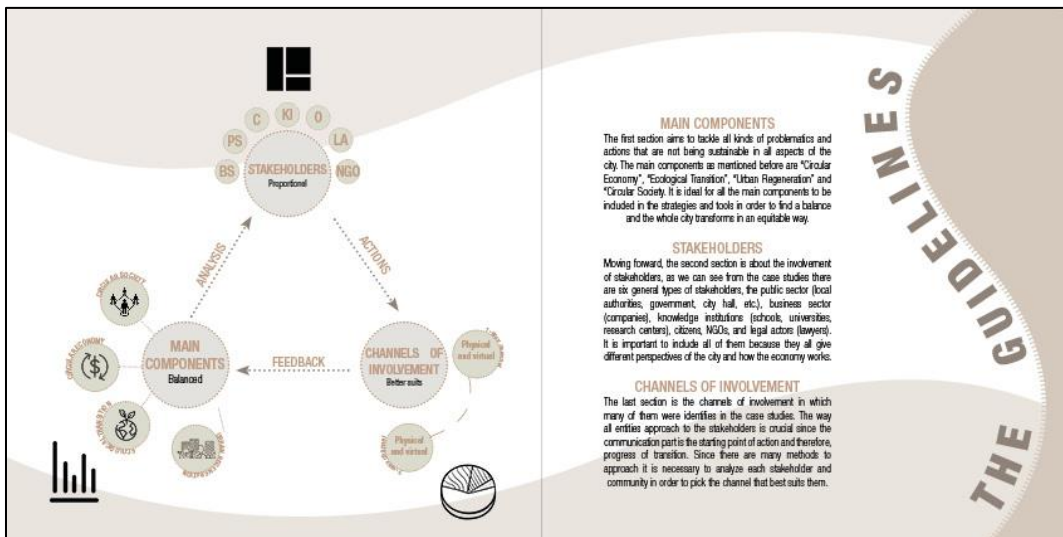 C
KI
O
PS
LA
BS
NGO
STAKEHOLDERS
Proportionel
ANALYSIS
ACTIONS
FEEDBACK
CIRCULAR SOCIETY
CIRCULAR ECONOMY
MAIN
COMPONENTS
Balanced
CHANNELS OF
INVOLVEMENT
Better suits
Physical
and virtual
Physical
and virtual
MAIN COMPONENTS
The first section aims to tackle all kinds of problematics and
actions that are not being sustainable in all aspects of the
city. The main components as mentioned before are “Circular
Economy”, “Ecological Transition”, “Urban Regeneration” and
“Circular Society. It is ideal for all the main components to be
included in the strategies and tools in order to find a balance
and the whole city transforms in an equitable way.
STAKEHOLDERS
Moving forward, the second section is about the involvement
of stakeholders, as we can see from the case studies there
are six general types of stakeholders, the public sector (local
authorities, government, city hall, etc.), business sector
(companies), knowledge institutions (schools, universities,
research centers), citizens, NGOs, and legal actors (lawyers).
It is important to include all of them because they all give
different perspectives of the city and how the economy works.
CHANNELS OF INVOLVEMENT
The last section is the channels of involvement in which
many of them were identifies in the case studies. The way
all entities approach to the stakeholders is crucial since the
communication part is the starting point of action and therefore,
progress of transition. Since there are many methods to
approach it is necessary to analyze each stakeholder and
community in order to pick the channel that best suits them.
THE GUIDELINES